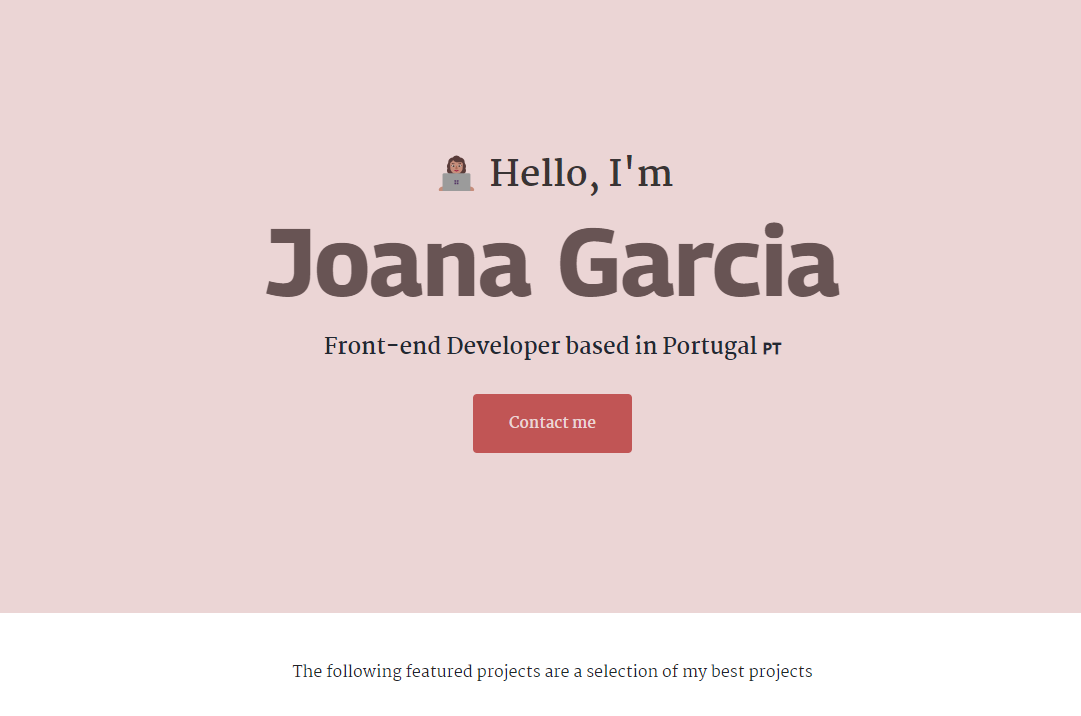 Hello, I'm
Joana Garcia
Front-end Developer based in Portugal PT
Contact me
The following featured projects are a selection of my best projects